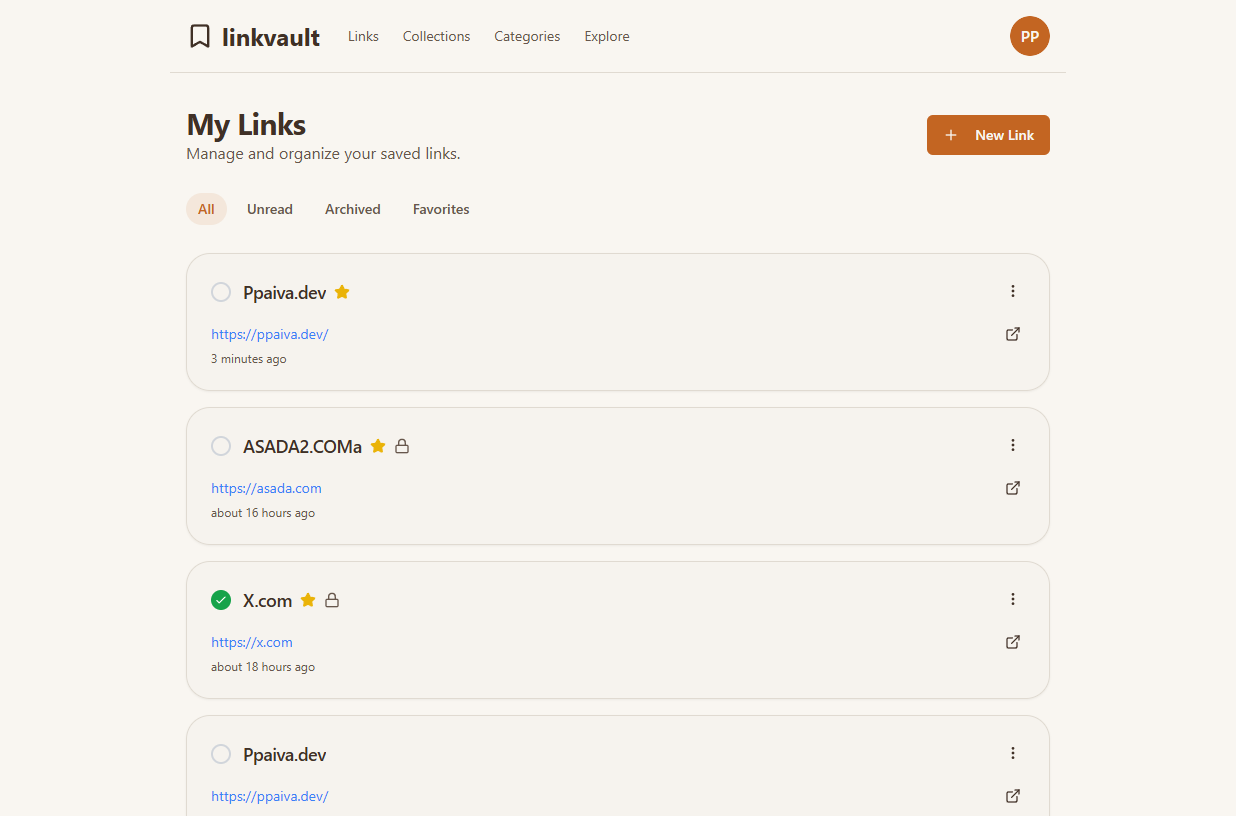 linkvault Links Collections Categories Explore PP
My Links
Manage and organize your saved links.
+ New Link
All Unread Archived Favorites
Ppaiva.dev
https://ppaiva.dev/
3 minutes ago
ASADA2.COMa
https://asada.com
about 16 hours ago
X.com
https://x.com
about 18 hours ago
Ppaiva.dev
https://ppaiva.dev/